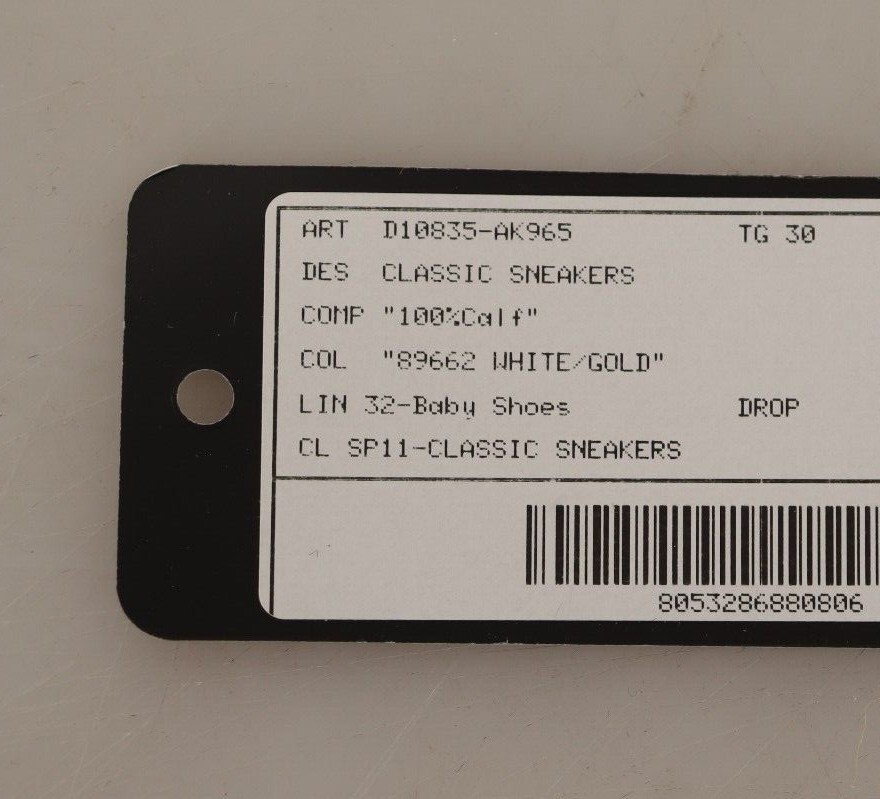 ART D10835-AK965 TG 30
DES CLASSIC SNEAKERS
COMP "100%Calf"
COL "89662 WHITE/GOLD"
LIN 32-Baby Shoes DROP
CL SP11-CLASSIC SNEAKERS
8053286880806